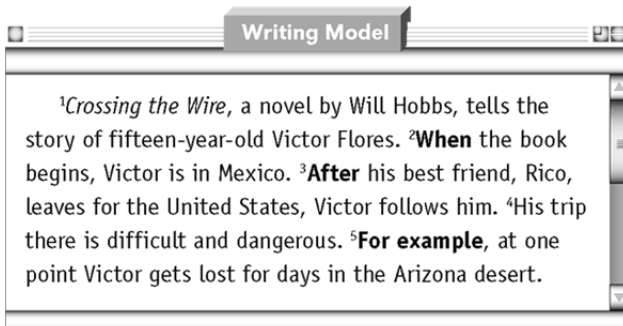 Writing Model
¹Crossing the Wire, a novel by Will Hobbs, tells the
story of fifteen-year-old Victor Flores. ²When the book
begins, Victor is in Mexico. ³After his best friend, Rico,
leaves for the United States, Victor follows him. ⁴His trip
there is difficult and dangerous. ⁵For example, at one
point Victor gets lost for days in the Arizona desert.